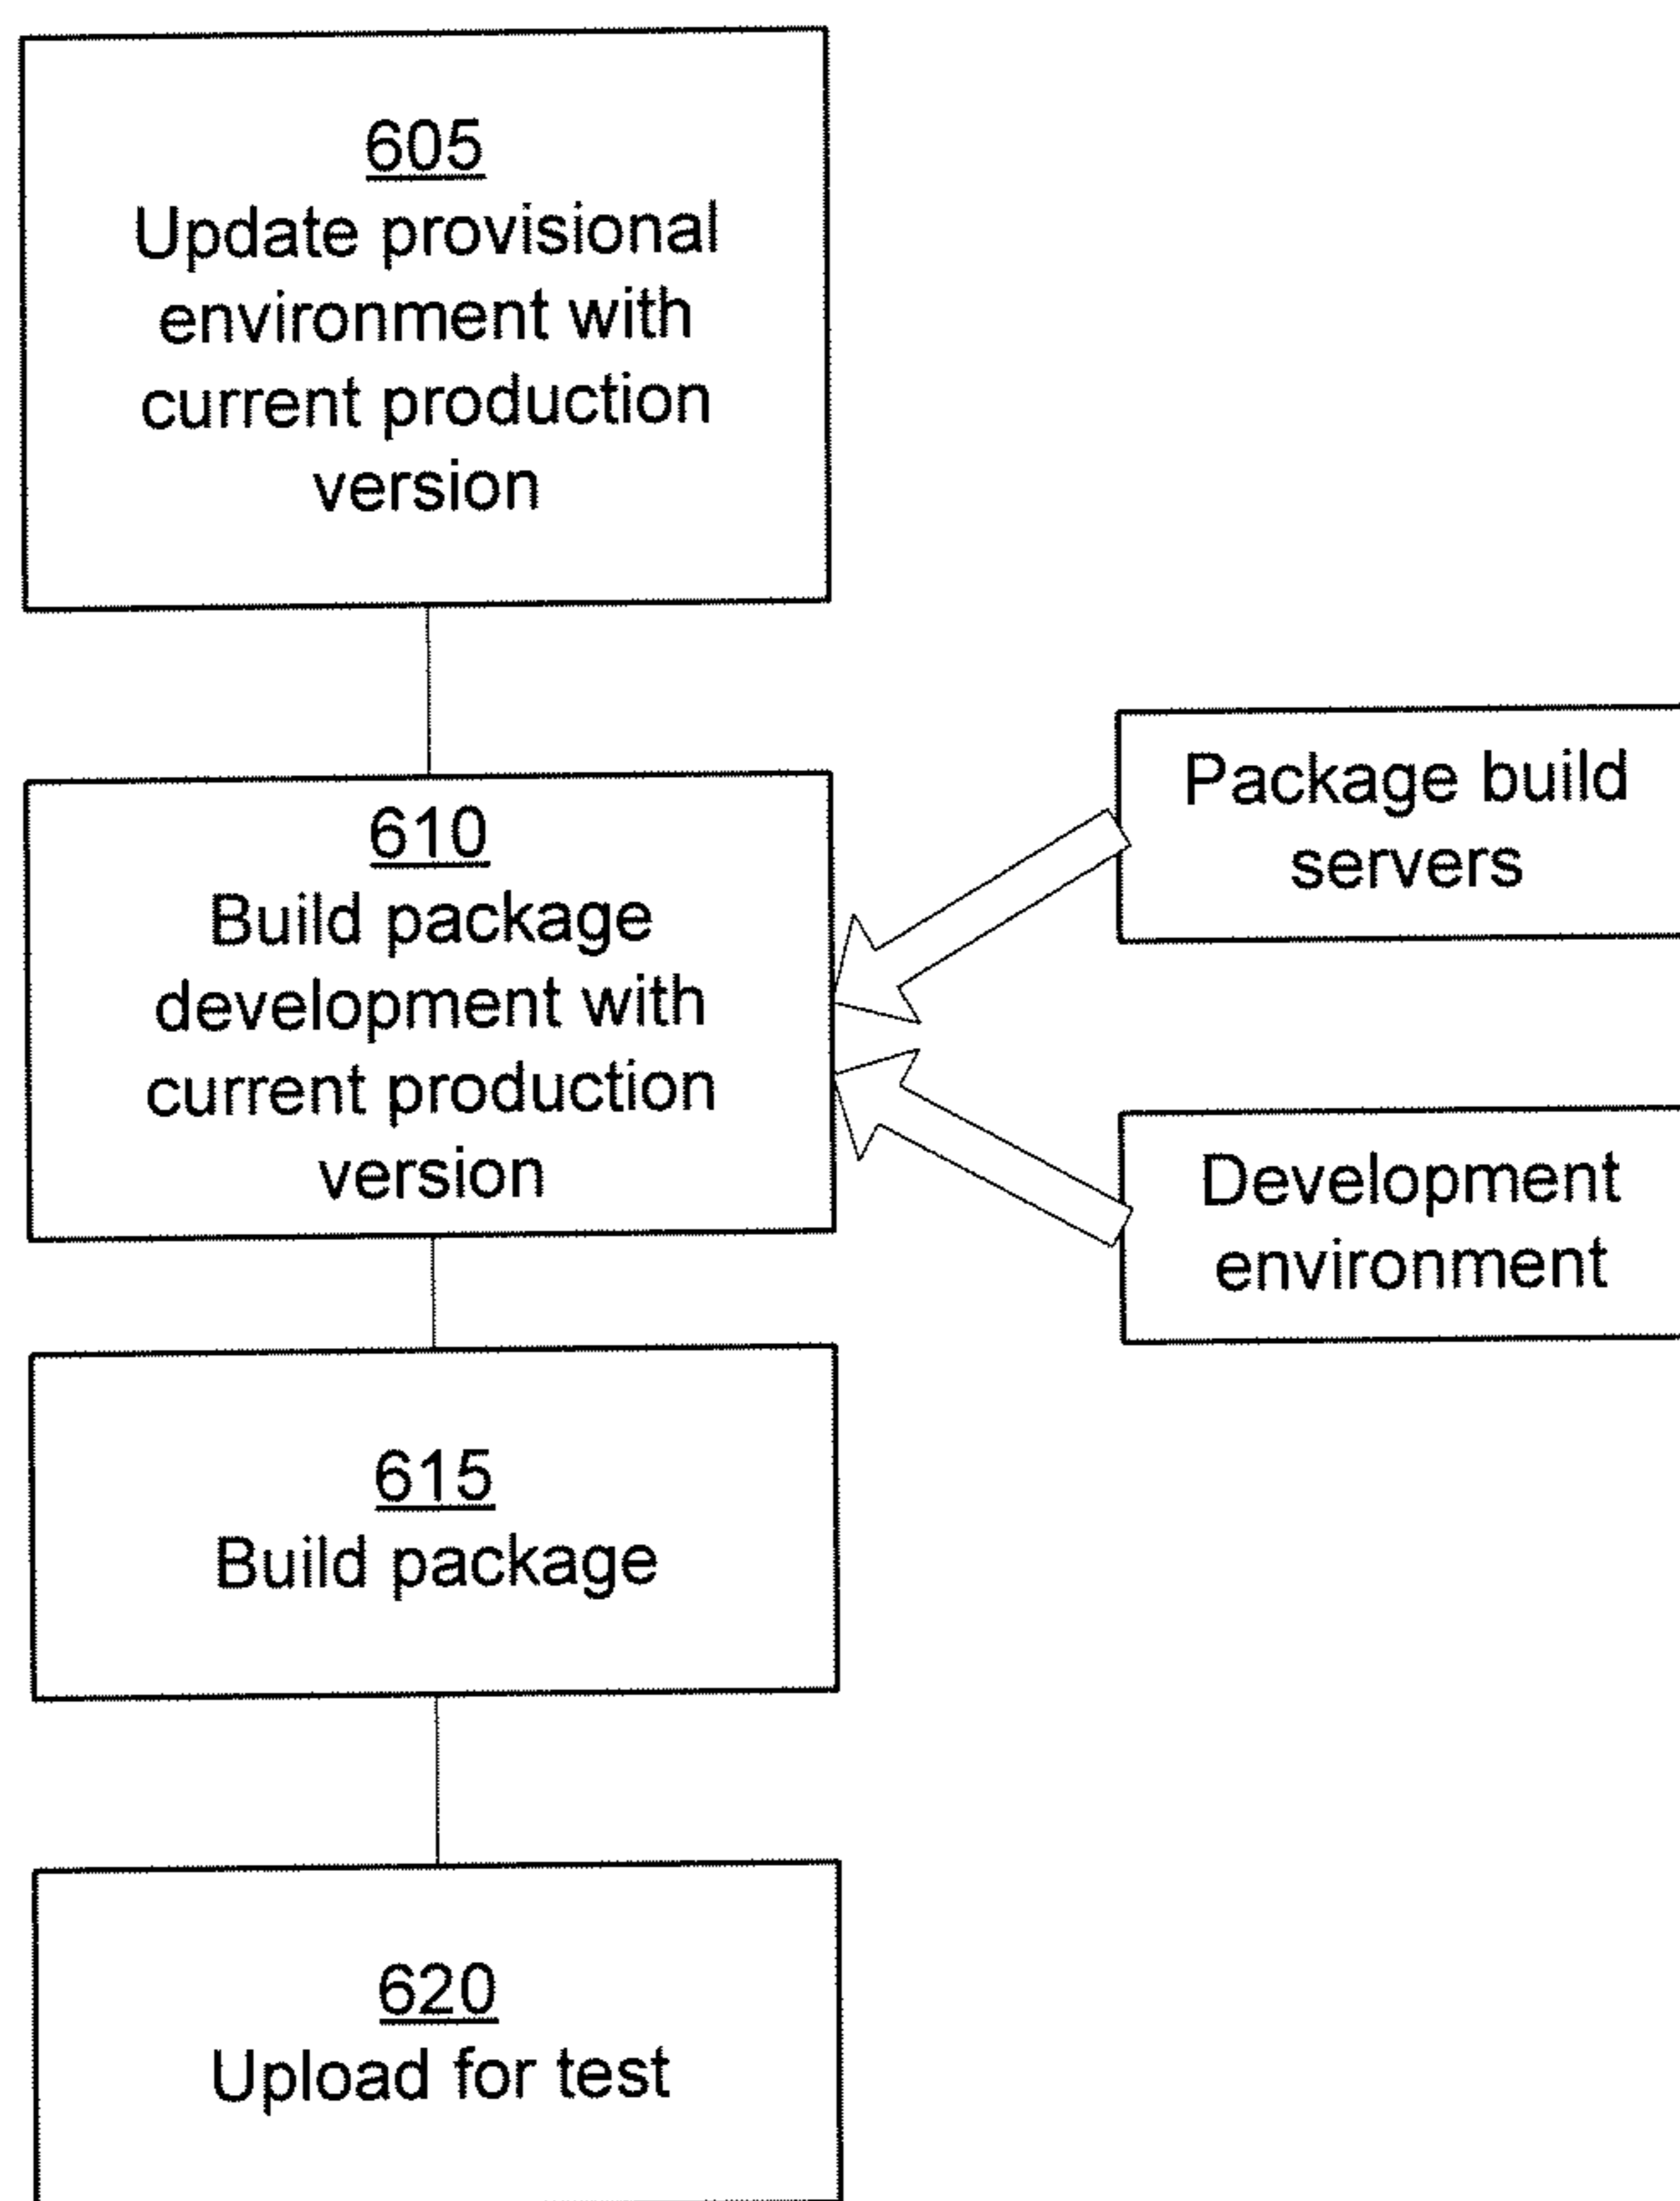 605
Update provisional
environment with
current production
version
610
Build package
development with
current production
version
Package build
servers
Development
environment
615
Build package
620
Upload for test